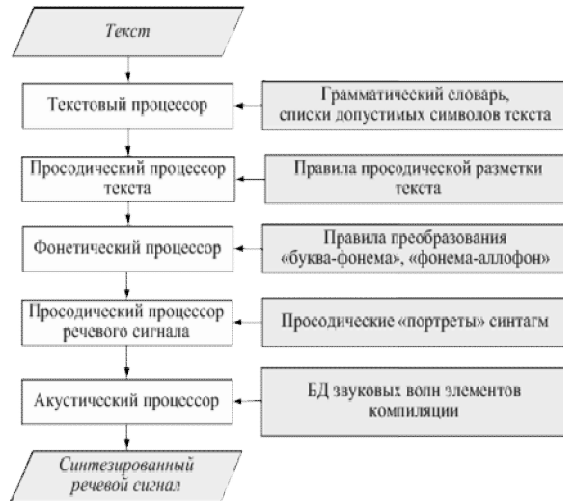 Текст
Текстовый процессор
Грамматический словарь,
списки допустимых символов текста
Просодический процессор
текста
Правила просодической разметки
текста
Фонетический процессор
Правила преобразования
«буква-фонема», «фонема-аллофон»
Просодический процессор
речевого сигнала
Просодические «портреты» синтагм
Акустический процессор
БД звуковых волн элементов
компиляции
Синтезированный
речевой сигнал